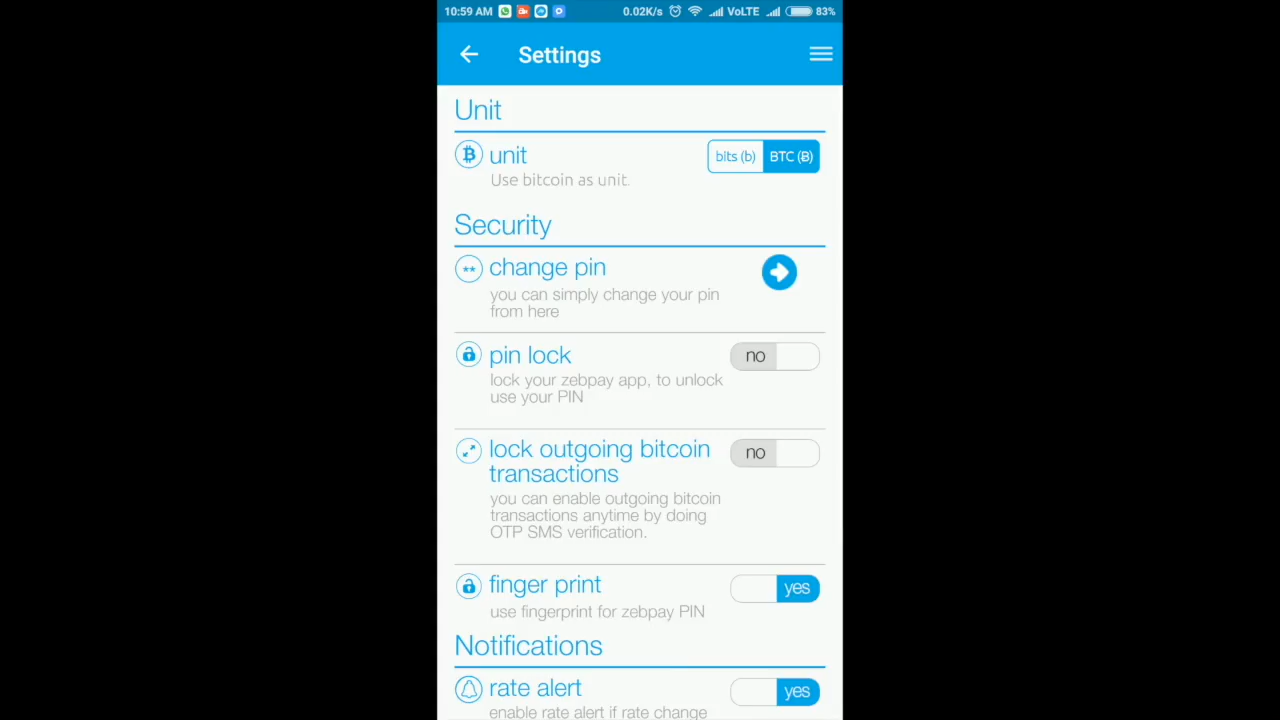 10:59 AM 0.02K/s VoLTE 83%
Settings
Unit
unit
bits (b) BTC (Ƀ)
Use bitcoin as unit.
Security
change pin
you can simply change your pin
from here
pin lock
no
lock your zebpay app, to unlock
use your PIN
lock outgoing bitcoin
transactions
no
you can enable outgoing bitcoin
transactions anytime by doing
OTP SMS verification.
finger print
yes
use fingerprint for zebpay PIN
Notifications
rate alert
yes
enable rate alert if rate change